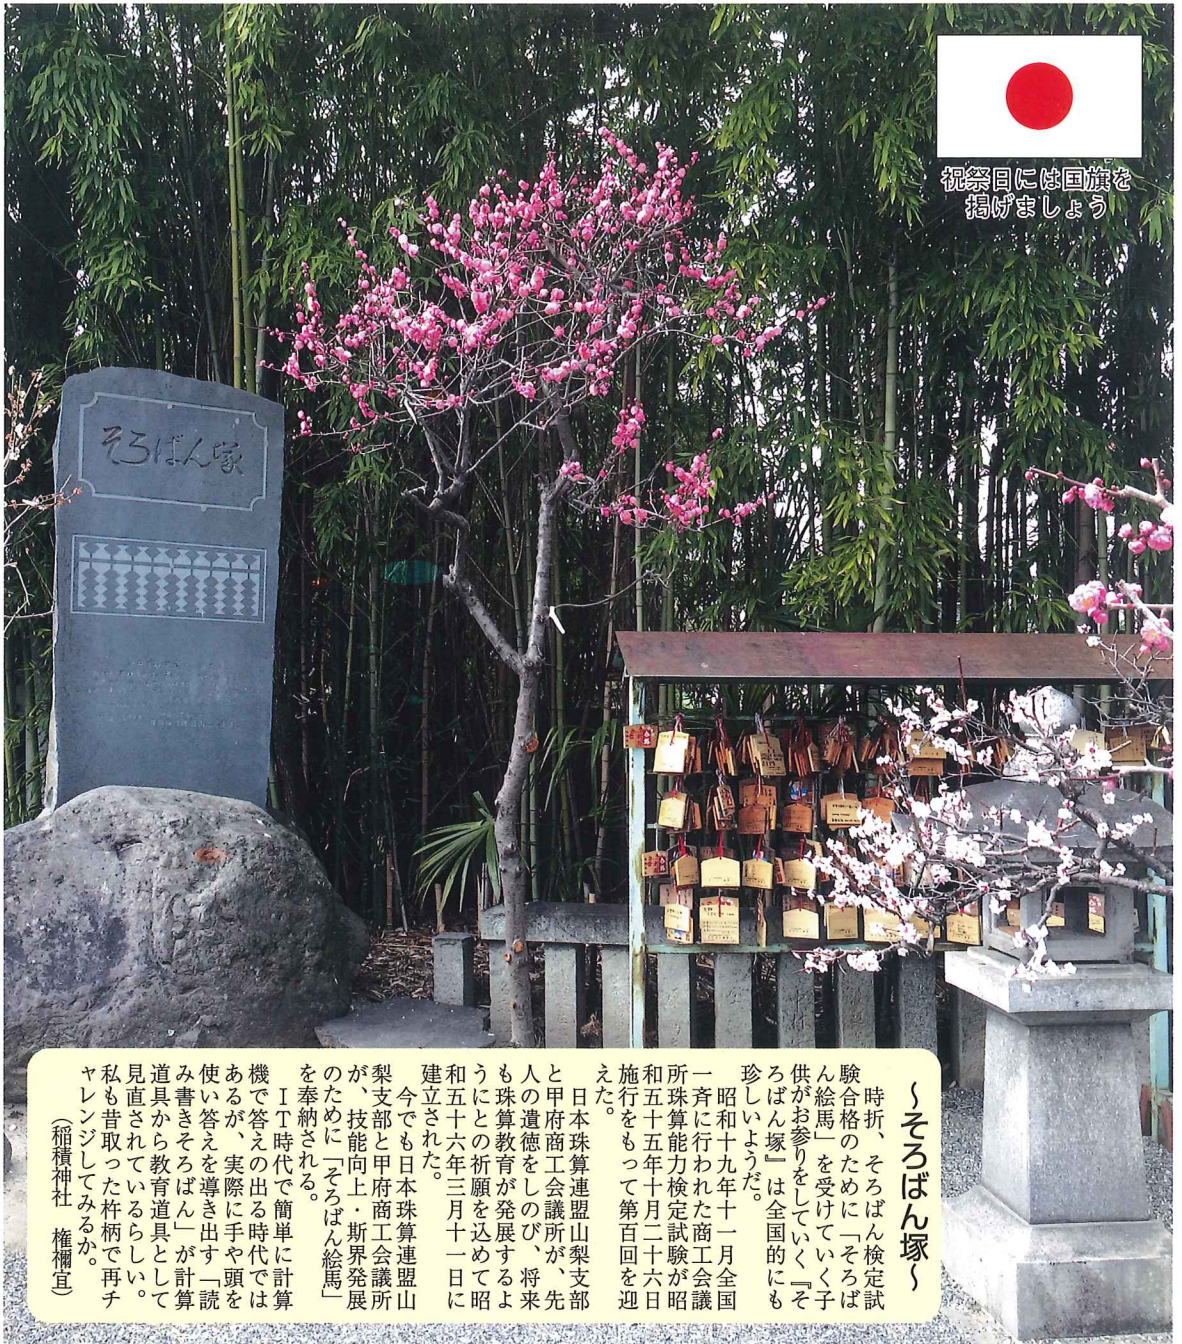 祝祭日には国旗を
掲げましょう
そろばん塚
～そろばん塚～
時折、そろばん検定試
験合格のために「そろば
ん絵馬」を受けていく子
供がお参りをしていく『そ
ろばん塚』は全国的にも
珍しいようだ。
昭和十九年十一月全国
一斉に行われた商工会議
所珠算能力検定試験が昭
和五十五年十月二十六日
施行をもって第百回を迎
えた。
日本珠算連盟山梨支部
と甲府商工会議所が、先
人の遺徳をしのび、将来
も珠算教育が発展するよ
うにとの祈願を込めて昭
和五十六年三月十一日に
建立された。
今でも日本珠算連盟山
梨支部と甲府商工会議所
が、技能向上・斯界発展
のために「そろばん絵馬」
を奉納される。
ＩＴ時代で簡単に計算
機で答えの出る時代では
あるが、実際に手や頭を
使い答えを導き出す「読
み書きそろばん」が計算
道具から教育道具として
見直されているらしい。
私も昔取った杵柄で再チ
ャレンジしてみるか。
（稲積神社　権禰宜）